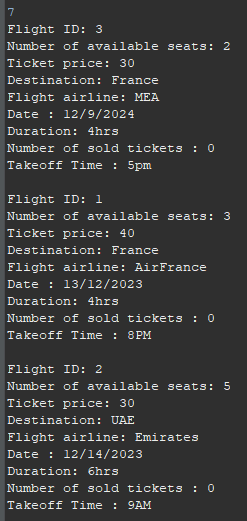 7
Flight ID: 3
Number of available seats: 2
Ticket price: 30
Destination: France
Flight airline: MEA
Date : 12/9/2024
Duration: 4hrs
Number of sold tickets : 0
Takeoff Time : 5pm
Flight ID: 1
Number of available seats: 3
Ticket price: 40
Destination: France
Flight airline: AirFrance
Date : 13/12/2023
Duration: 4hrs
Number of sold tickets : 0
Takeoff Time : 8PM
Flight ID: 2
Number of available seats: 5
Ticket price: 30
Destination: UAE
Flight airline: Emirates
Date : 12/14/2023
Duration: 6hrs
Number of sold tickets : 0
Takeoff Time : 9AM